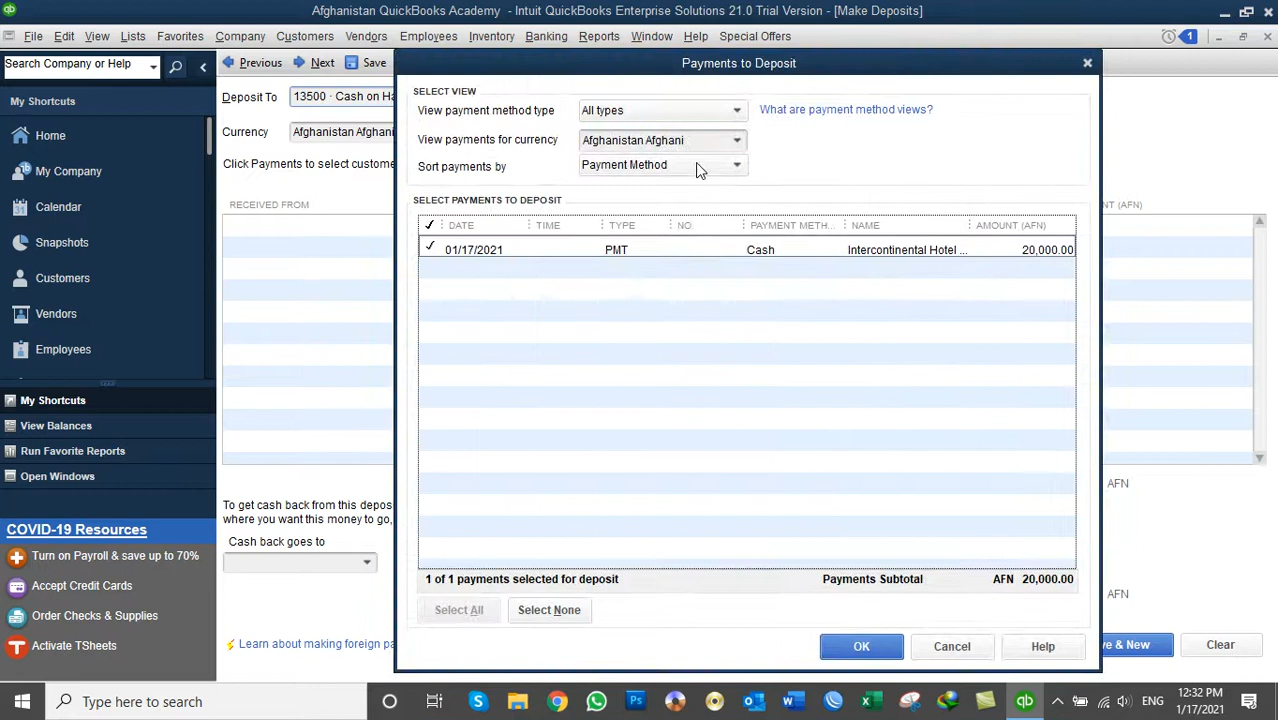 Afghanistan QuickBooks Academy - Intuit QuickBooks Enterprise Solutions 21.0 Trial Version - [Make Deposits]
File Edit View Lists Favorites Company Customers Vendors Employees Inventory Banking Reports Window Help Special Offers 1
Search Company or Help
Previous Next Save
Payments to Deposit
My Shortcuts
Home
My Company
Calendar
Snapshots
Customers
Vendors
Employees
My Shortcuts
View Balances
Run Favorite Reports
Open Windows
COVID-19 Resources
Turn on Payroll & save up to 70%
Accept Credit Cards
Order Checks & Supplies
Activate TSheets
Deposit To 13500 · Cash on Ha
Currency Afghanistan Afghani
Click Payments to select custome
RECEIVED FROM
To get cash back from this depos
where you want this money to go,
Cash back goes to
Learn about making foreign pa
SELECT VIEW
View payment method type All types What are payment method views?
View payments for currency Afghanistan Afghani
Sort payments by Payment Method
SELECT PAYMENTS TO DEPOSIT
✓ DATE TIME TYPE NO. PAYMENT METH... NAME AMOUNT (AFN)
✓ 01/17/2021 PMT Cash Intercontinental Hotel ... 20,000.00
1 of 1 payments selected for deposit Payments Subtotal AFN 20,000.00
Select All Select None
OK Cancel Help
NT (AFN)
AFN
AFN
e & New Clear
Type here to search
ENG
12:32 PM
1/17/2021